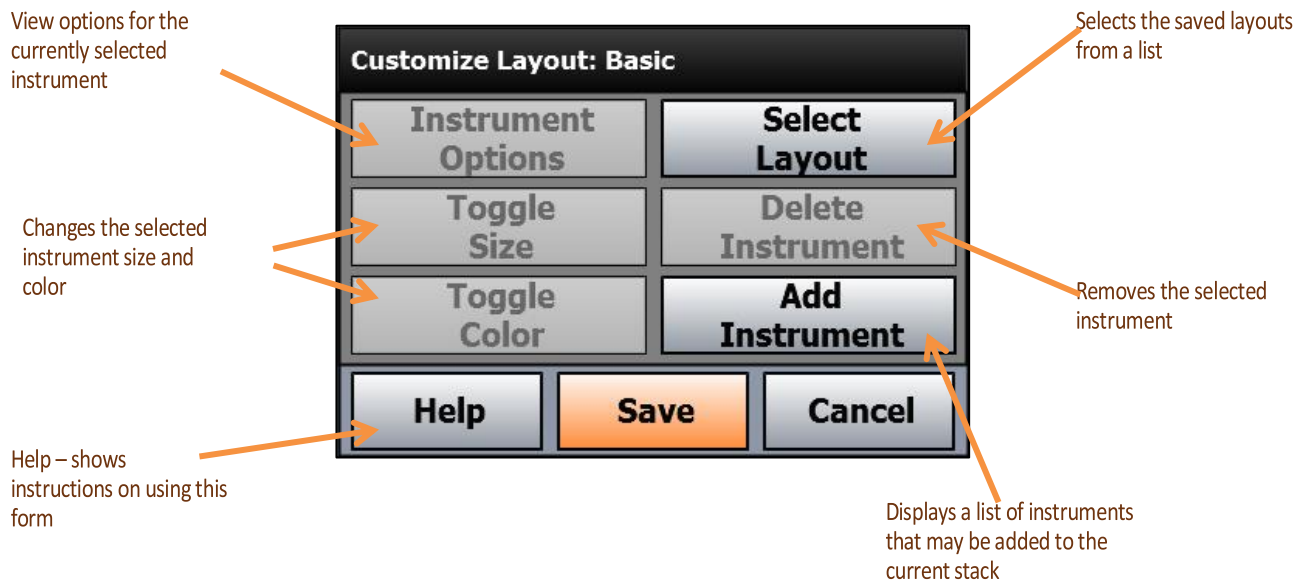 View options for the
currently selected
instrument
Selects the saved layouts
from a list
Customize Layout: Basic
Instrument
Options
Select
Layout
Changes the selected
instrument size and
color
Toggle
Size
Delete
Instrument
Toggle
Color
Add
Instrument
Removes the selected
instrument
Help
Save
Cancel
Help – shows
instructions on using this
form
Displays a list of instruments
that may be added to the
current stack